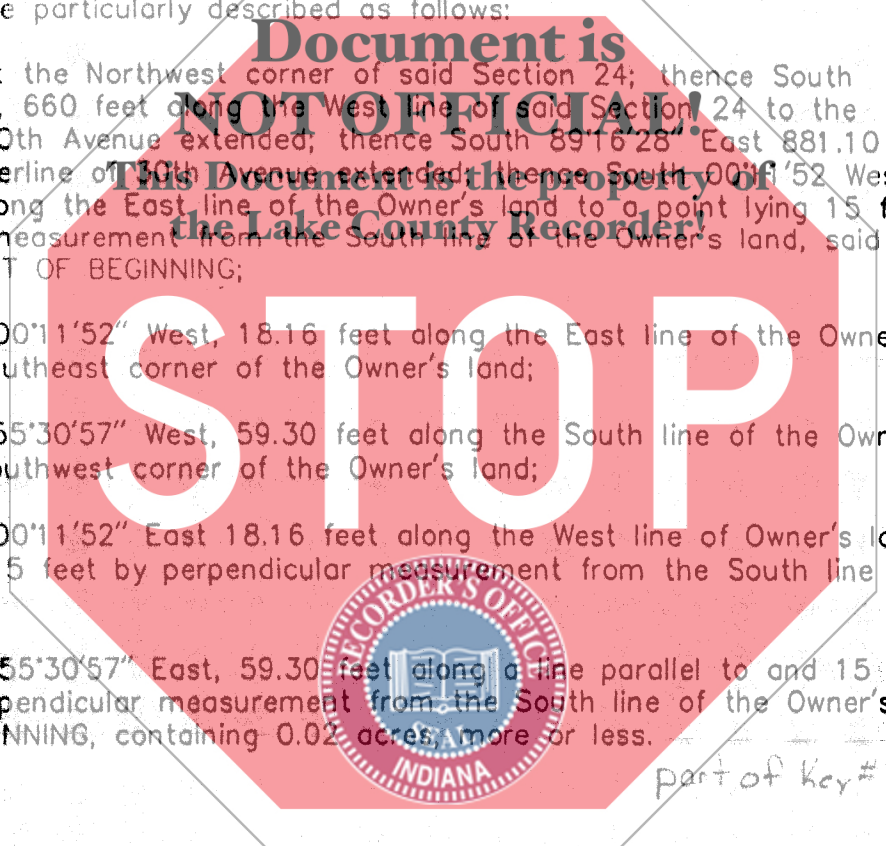 e particularly described as follows:
Document is
the Northwest corner of said Section 24; thence South
660 feet along the West line of said Section 24 to the
NOT OFFICIAL!
0th Avenue extended; thence South 89°16'28" East 881.10
erline of 30th Avenue extended; thence South 00°11'52 Wes
This Document is the property of
ong the East line of the Owner's land to a point lying 15 f
the Lake County Recorder!
measurement from the South line of the Owner's land, said
T OF BEGINNING;
STOP
00°11'52" West, 18.16 feet along the East line of the Owne
utheast corner of the Owner's land;
55°30'57" West, 59.30 feet along the South line of the Own
outhwest corner of the Owner's land;
00°11'52" East 18.16 feet along the West line of Owner's la
5 feet by perpendicular measurement from the South line
RECORDER'S OFFICE
SEAL
INDIANA
55°30'57" East, 59.30 feet along a line parallel to and 15
pendicular measurement from the South line of the Owner's
NNING, containing 0.02 acres, more or less.
part of Key #